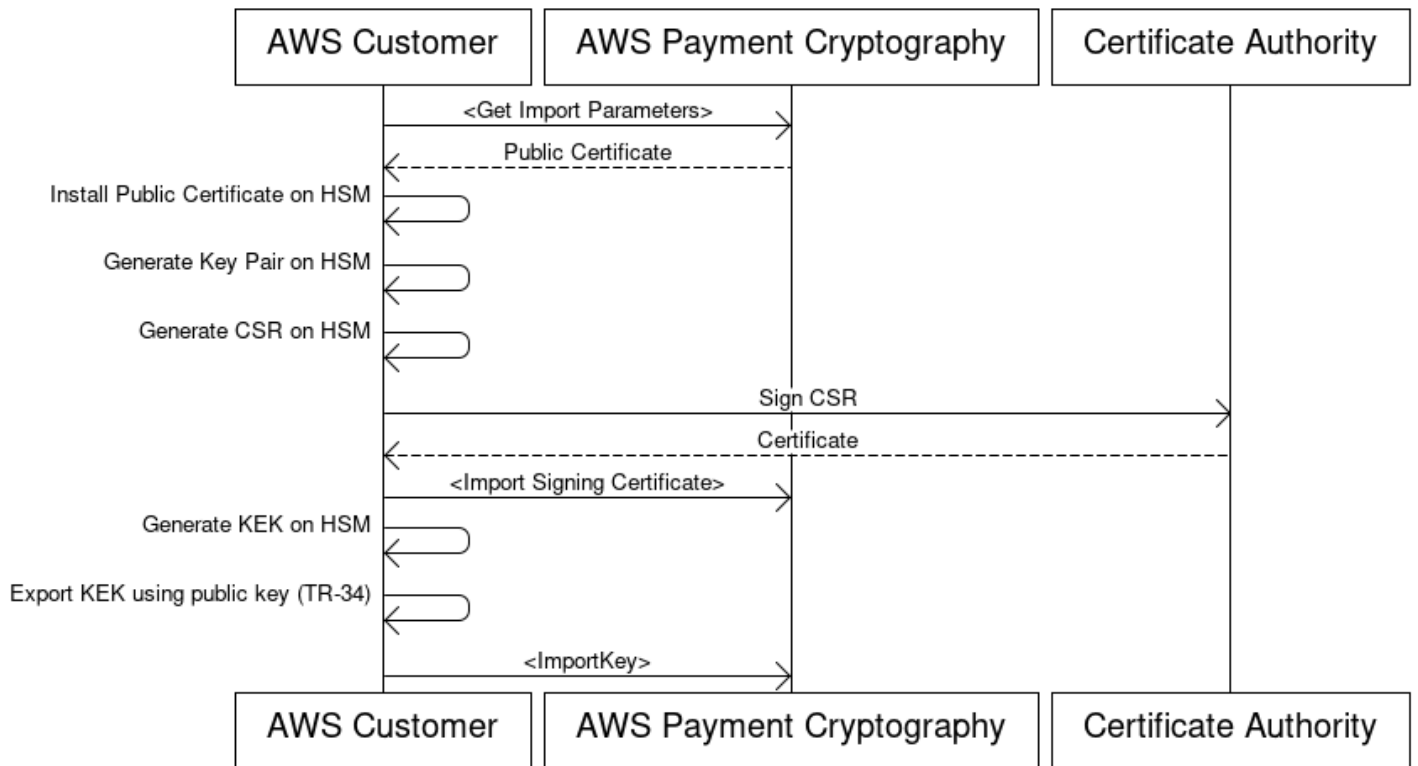 AWS Customer
AWS Payment Cryptography
Certificate Authority
<Get Import Parameters>
Public Certificate
Install Public Certificate on HSM
Generate Key Pair on HSM
Generate CSR on HSM
Sign CSR
Certificate
<Import Signing Certificate>
Generate KEK on HSM
Export KEK using public key (TR-34)
<ImportKey>
AWS Customer
AWS Payment Cryptography
Certificate Authority